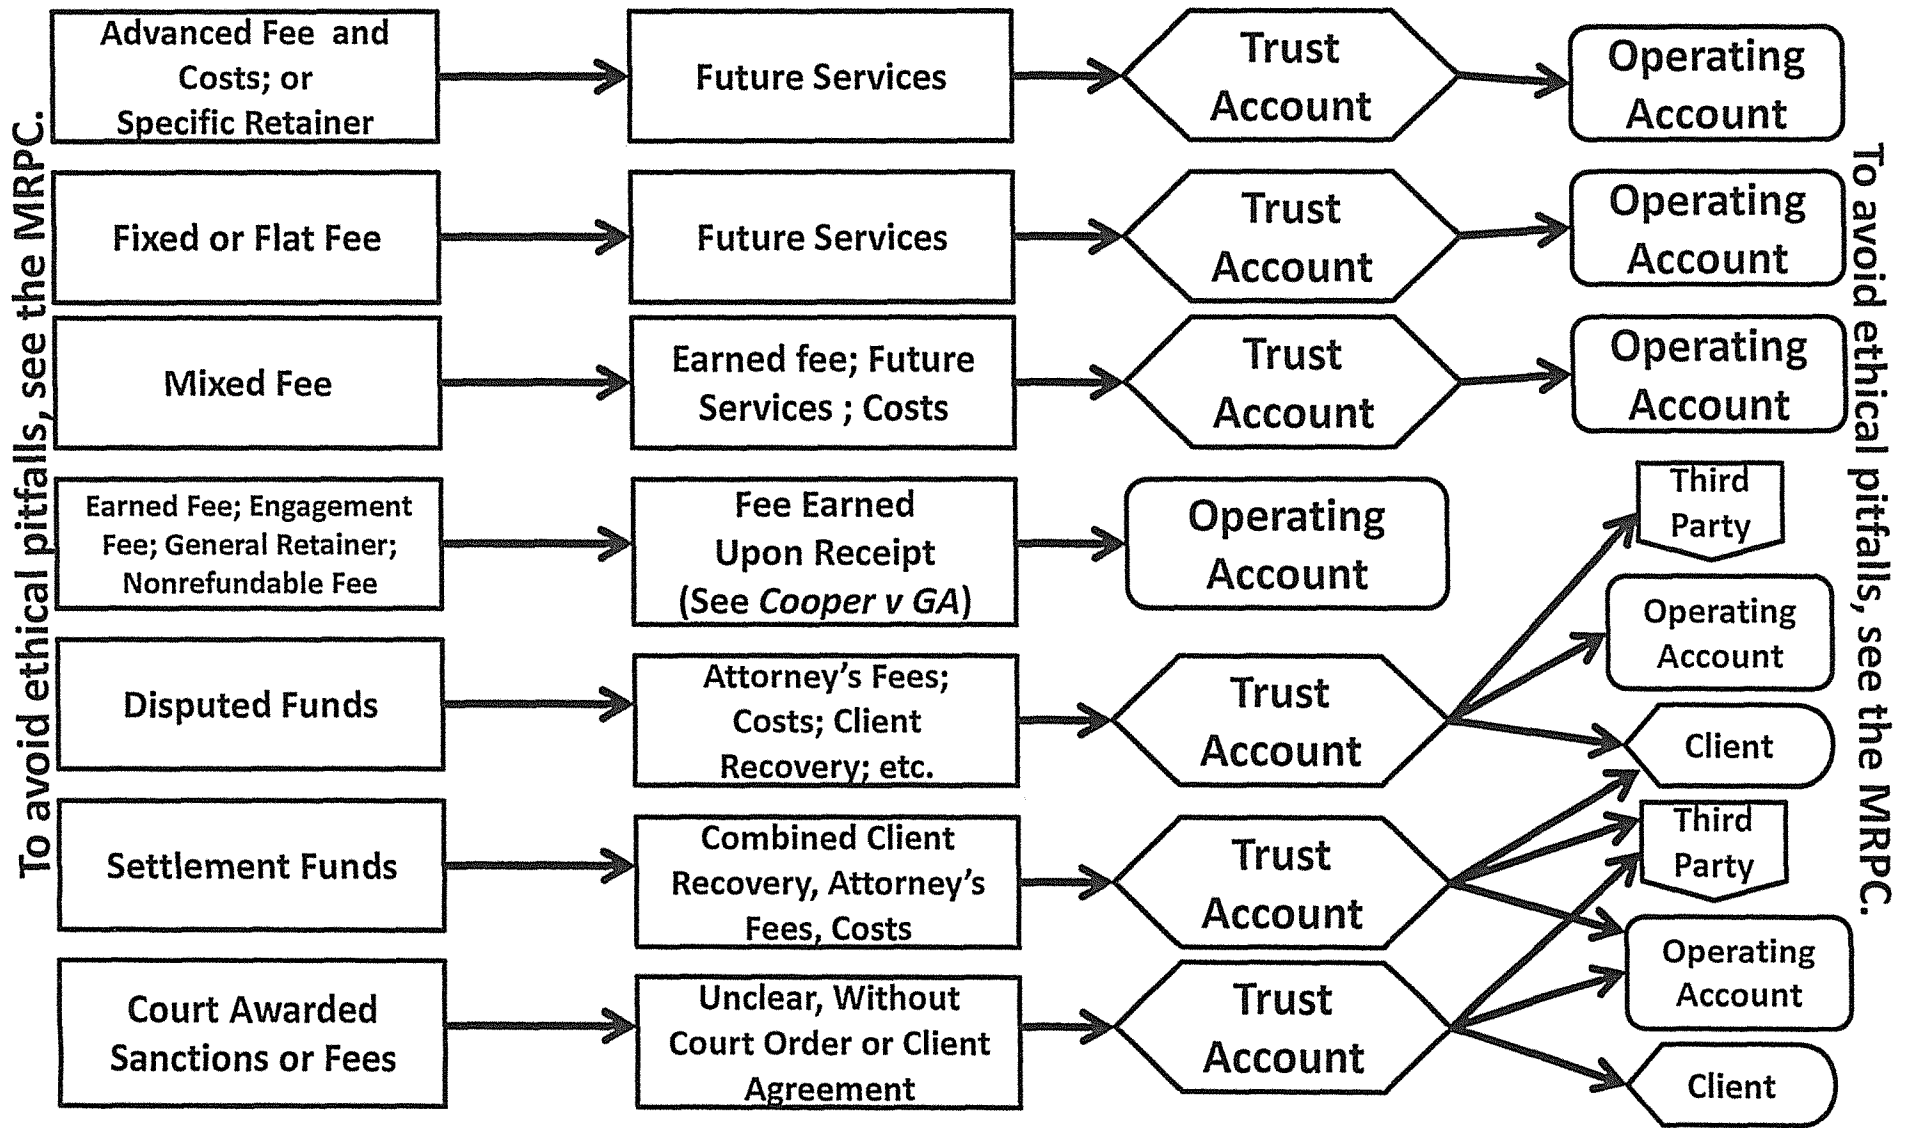 To avoid ethical pitfalls, see the MRPC.
Advanced Fee and
Costs; or
Specific Retainer
Future Services
Trust
Account
Operating
Account
Fixed or Flat Fee
Future Services
Trust
Account
Operating
Account
Mixed Fee
Earned fee; Future
Services ; Costs
Trust
Account
Operating
Account
Earned Fee; Engagement
Fee; General Retainer;
Nonrefundable Fee
Fee Earned
Upon Receipt
(See Cooper v GA)
Operating
Account
Disputed Funds
Attorney’s Fees;
Costs; Client
Recovery; etc.
Trust
Account
Third
Party
Operating
Account
Client
Settlement Funds
Combined Client
Recovery, Attorney’s
Fees, Costs
Trust
Account
Third
Party
Operating
Account
Court Awarded
Sanctions or Fees
Unclear, Without
Court Order or Client
Agreement
Trust
Account
Client
To avoid ethical pitfalls, see the MRPC.